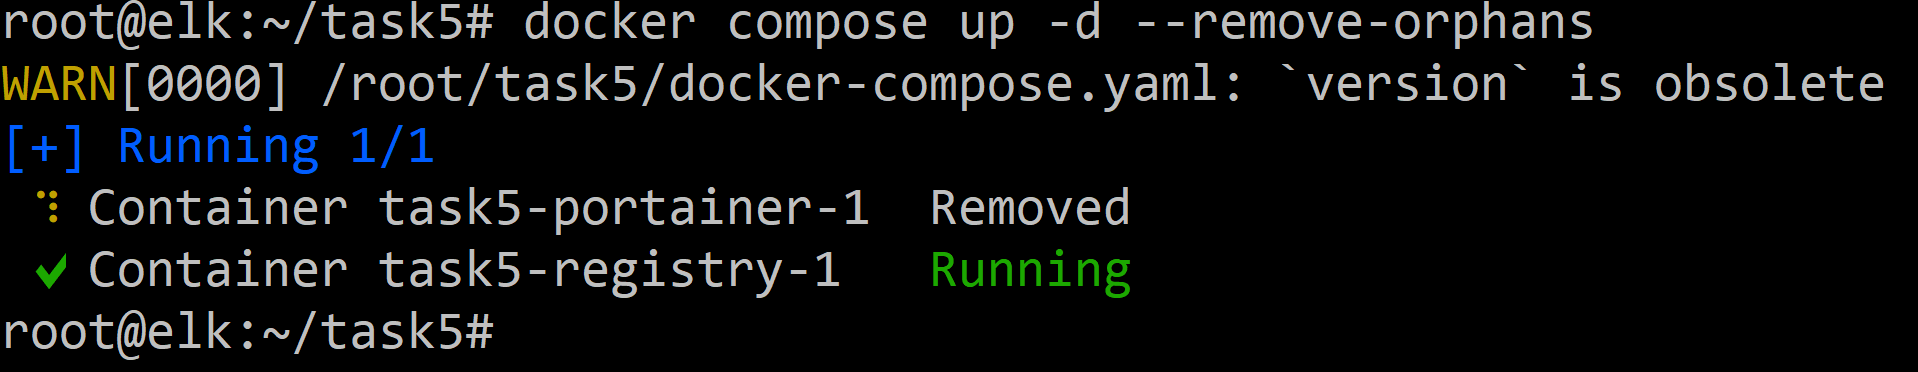 root@elk:~/task5# docker compose up -d --remove-orphans
WARN[0000] /root/task5/docker-compose.yaml: `version` is obsolete
[+] Running 1/1
⠹ Container task5-portainer-1  Removed
✔ Container task5-registry-1   Running
root@elk:~/task5#